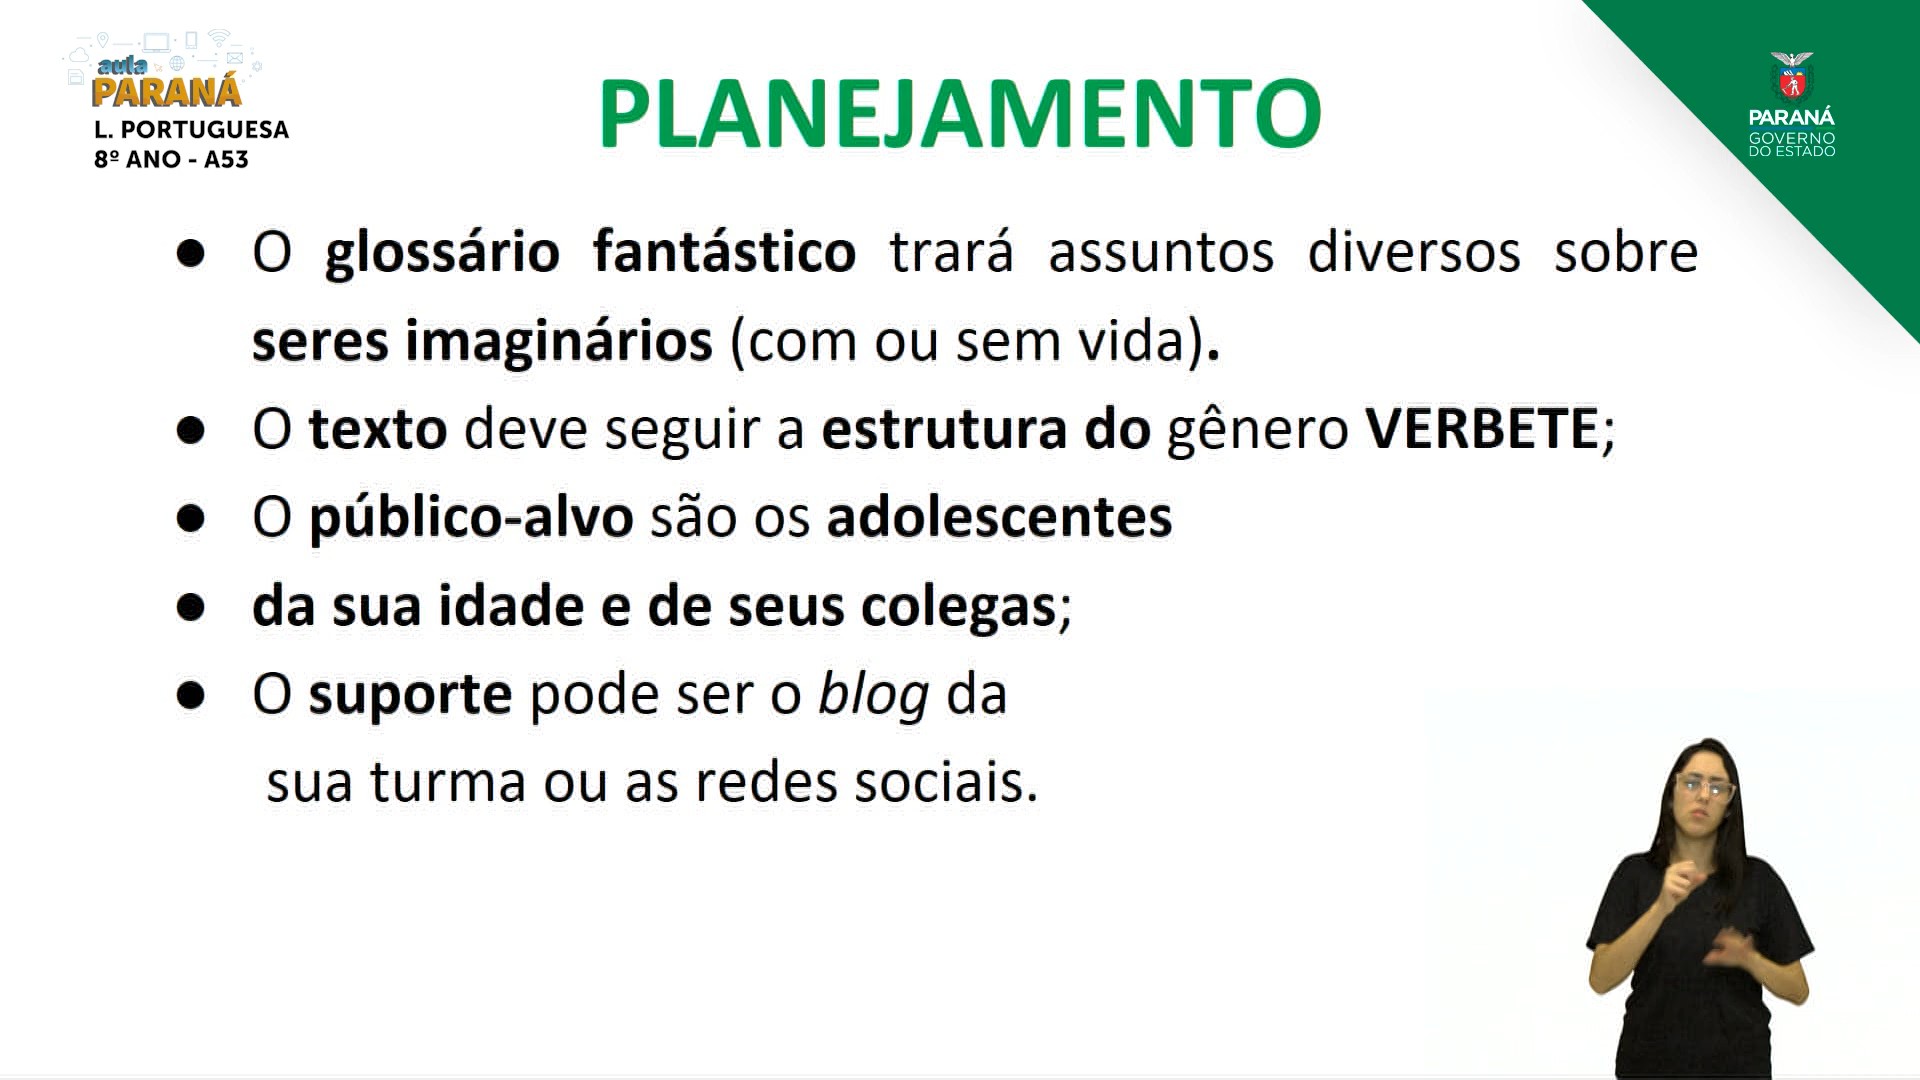 aula
PARANÁ
L. PORTUGUESA
8º ANO - A53
PLANEJAMENTO
PARANÁ
GOVERNO
DO ESTADO
● O glossário fantástico trará assuntos diversos sobre
seres imaginários (com ou sem vida).
● O texto deve seguir a estrutura do gênero VERBETE;
● O público-alvo são os adolescentes
● da sua idade e de seus colegas;
● O suporte pode ser o blog da
sua turma ou as redes sociais.